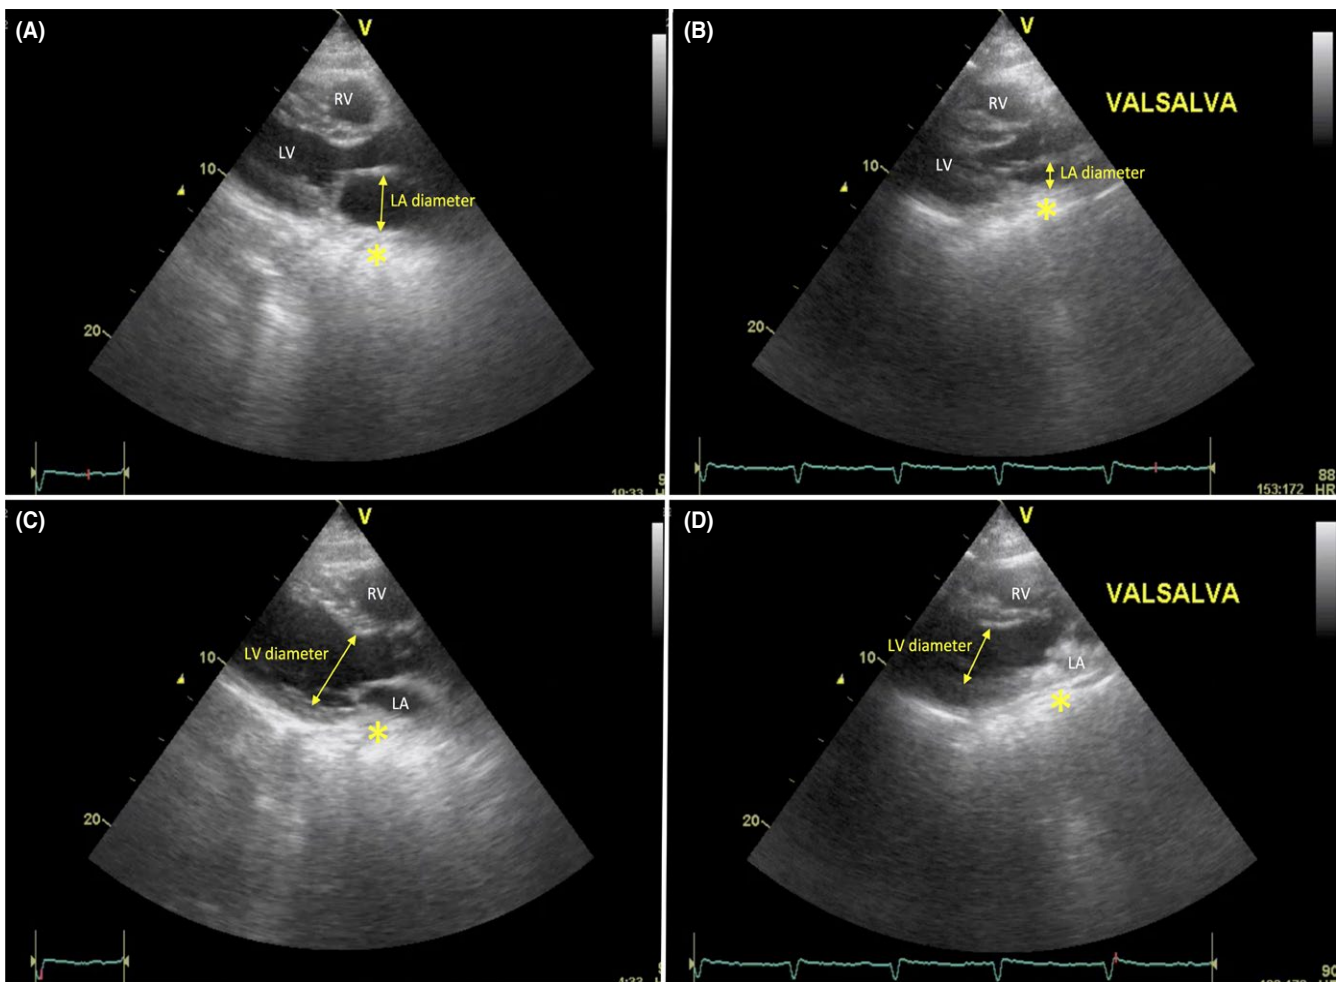 (A)
V
RV
LV
10
LA diameter
*
20
(B)
V
VALSALVA
RV
LV
10
LA diameter
*
20
88
153:172 HR
(C)
V
RV
LV diameter
10
LA
*
20
(D)
V
VALSALVA
RV
LV diameter
10
LA
*
20
90